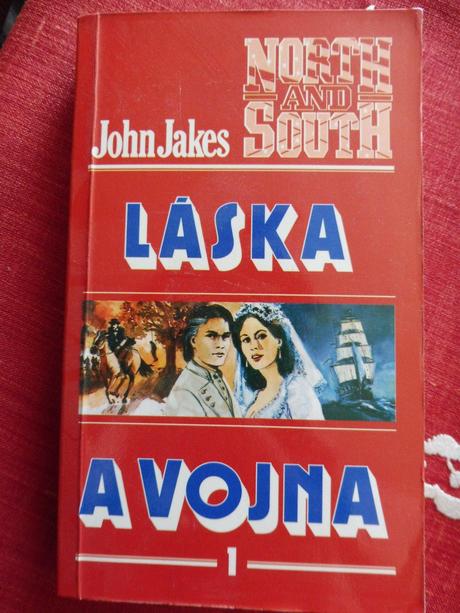 NORTH
AND
John Jakes SOUTH
LÁSKA
A VOJNA
1